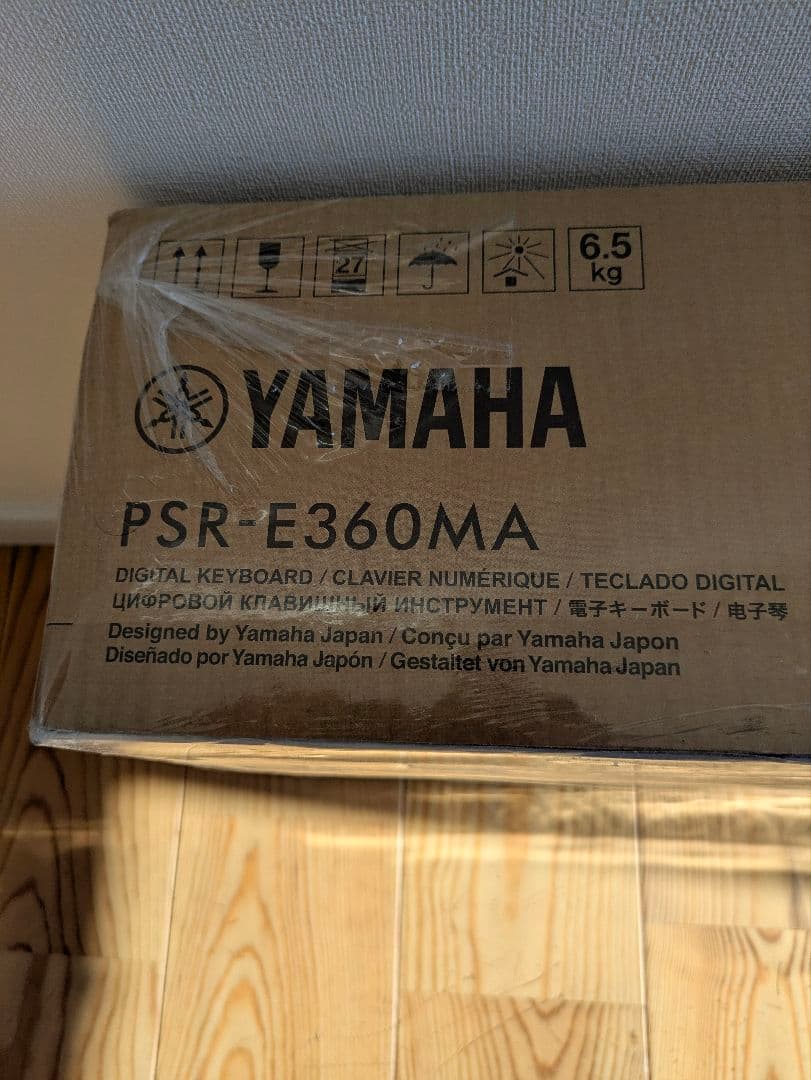 27
6.5
kg
YAMAHA
PSR-E360MA
DIGITAL KEYBOARD / CLAVIER NUMÉRIQUE / TECLADO DIGITAL
ЦИФРОВОЙ КЛАВИШНЫЙ ИНСТРУМЕНТ / 電子キーボード / 电子琴
Designed by Yamaha Japan / Conçu par Yamaha Japon
Diseñado por Yamaha Japón / Gestaltet von Yamaha Japan